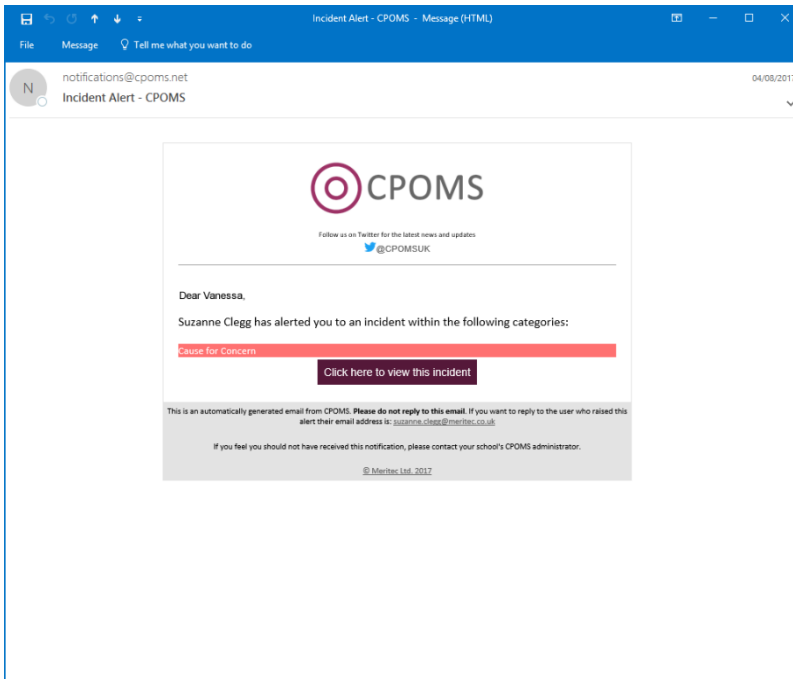 Incident Alert - CPOMS - Message (HTML)
File Message Tell me what you want to do
N
notifications@cpoms.net
04/08/2017
Incident Alert - CPOMS
CPOMS
Follow us on Twitter for the latest news and updates
@CPOMSUK
Dear Vanessa,
Suzanne Clegg has alerted you to an incident within the following categories:
Cause for Concern
Click here to view this incident
This is an automatically generated email from CPOMS. Please do not reply to this email. If you want to reply to the user who raised this
alert their email address is: suzanne.clegg@meritec.co.uk
If you feel you should not have received this notification, please contact your school's CPOMS administrator.
© Meritec Ltd. 2017